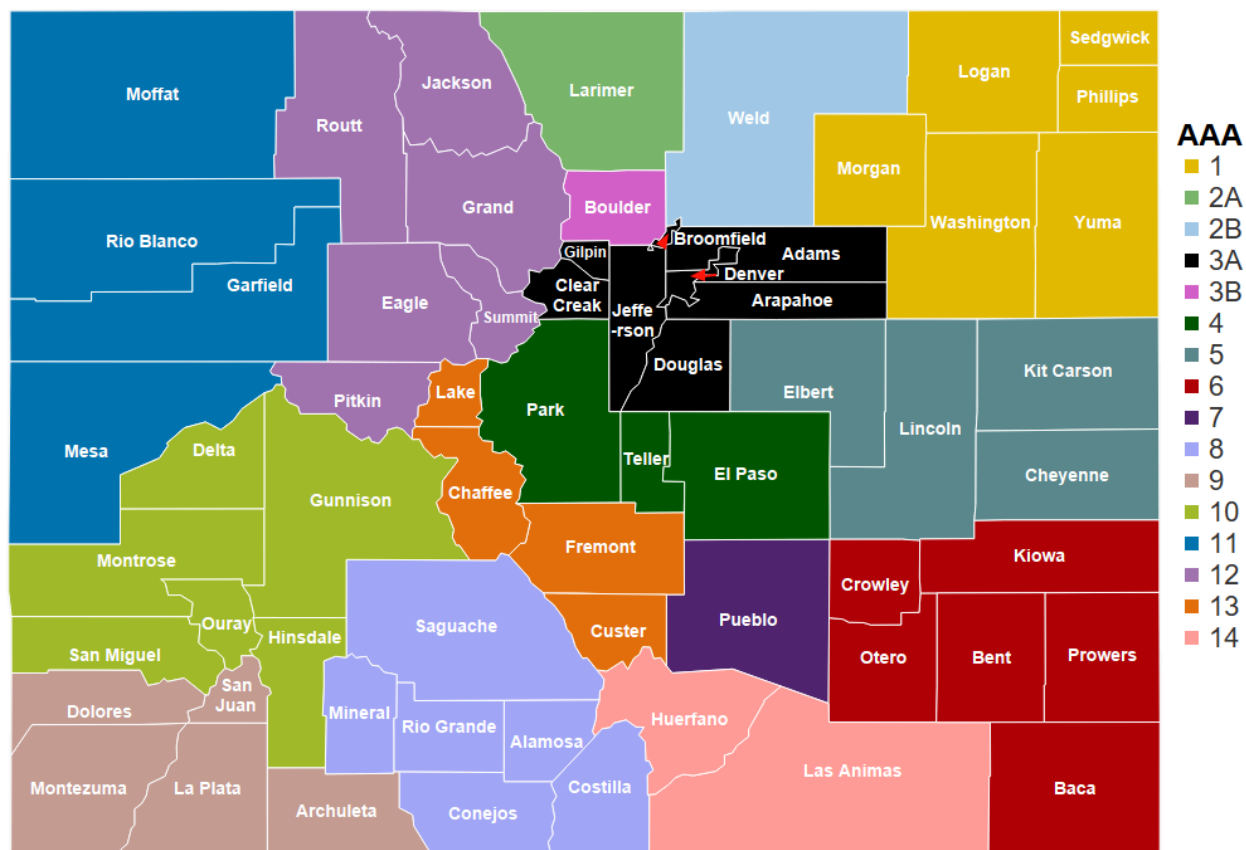 Sedgwick
Logan
Jackson
Moffat
Larimer
Phillips
Weld
Routt
AAA
1
2A
2B
3A
3B
4
5
6
7
8
9
10
11
12
13
14
Morgan
Grand
Boulder
Washington
Yuma
Rio Blanco
Broomfield
Gilpin
Adams
Denver
Garfield
Clear
Creek
Eagle
Arapahoe
Summit
Jeffe
-rson
Douglas
Kit Carson
Elbert
Lake
Pitkin
Park
Lincoln
Mesa
Delta
Teller
El Paso
Cheyenne
Chaffee
Gunnison
Fremont
Kiowa
Montrose
Crowley
Pueblo
Ouray
Saguache
Custer
Hinsdale
San Miguel
Otero
Bent
Prowers
San
Juan
Dolores
Mineral
Huerfano
Rio Grande
Alamosa
Las Animas
Montezuma
La Plata
Costilla
Baca
Archuleta
Conejos